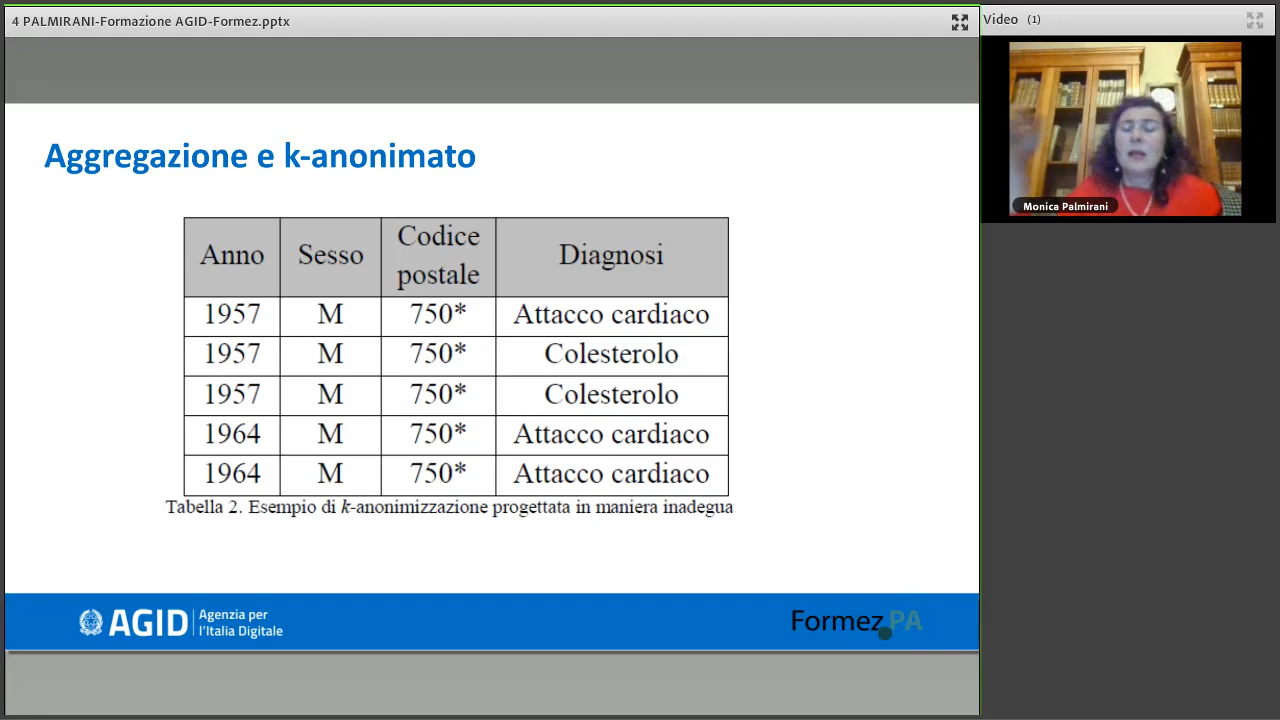 4 PALMIRANI-Formazione AGID-Formez.pptx
Video (1)
Monica Palmirani
Aggregazione e k-anonimato
Anno Sesso Codice postale Diagnosi
1957 M 750* Attacco cardiaco
1957 M 750* Colesterolo
1957 M 750* Colesterolo
1964 M 750* Attacco cardiaco
1964 M 750* Attacco cardiaco
Tabella 2. Esempio di k-anonimizzazione progettata in maniera inadegua
AGID Agenzia per
l'Italia Digitale
Formez PA